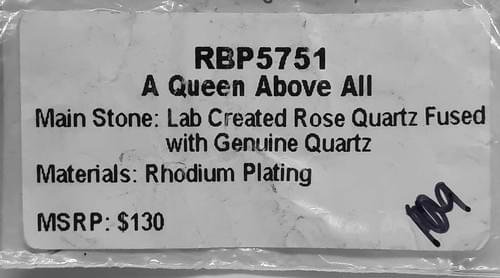 RBP5751
A Queen Above All
Main Stone: Lab Created Rose Quartz Fused
with Genuine Quartz
Materials: Rhodium Plating
MSRP: $130